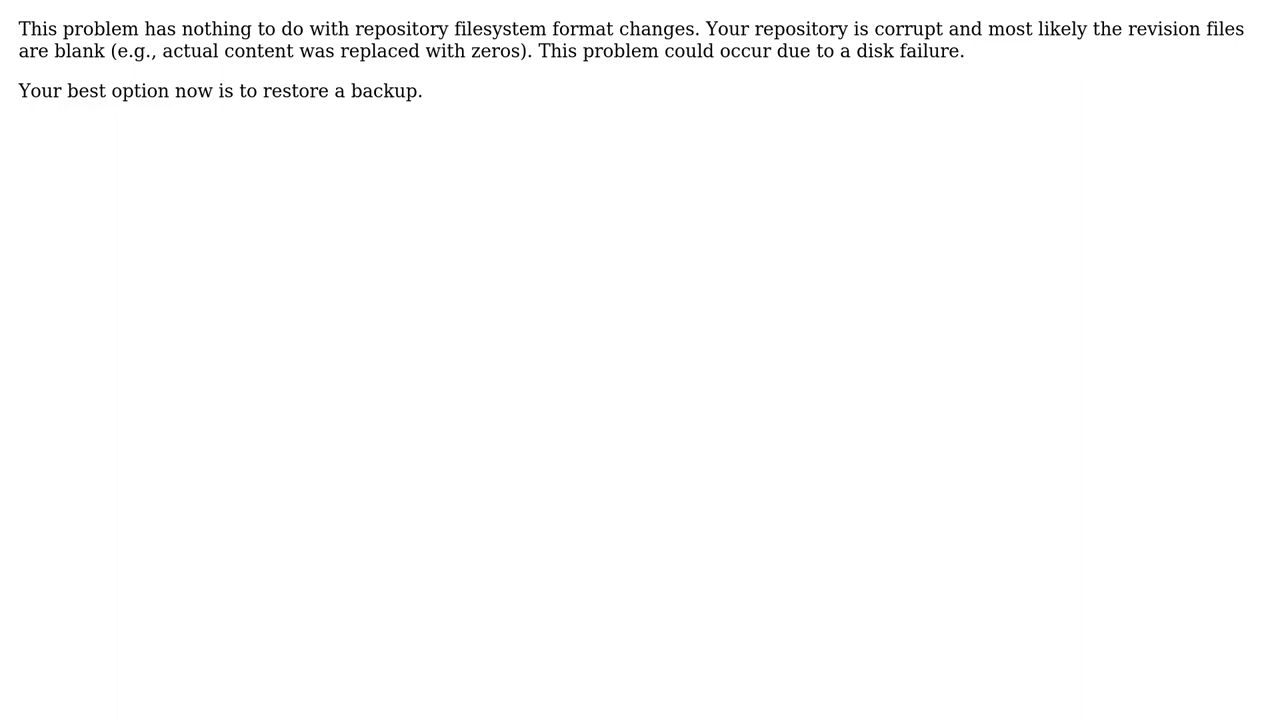 This problem has nothing to do with repository filesystem format changes. Your repository is corrupt and most likely the revision files
are blank (e.g., actual content was replaced with zeros). This problem could occur due to a disk failure.
Your best option now is to restore a backup.